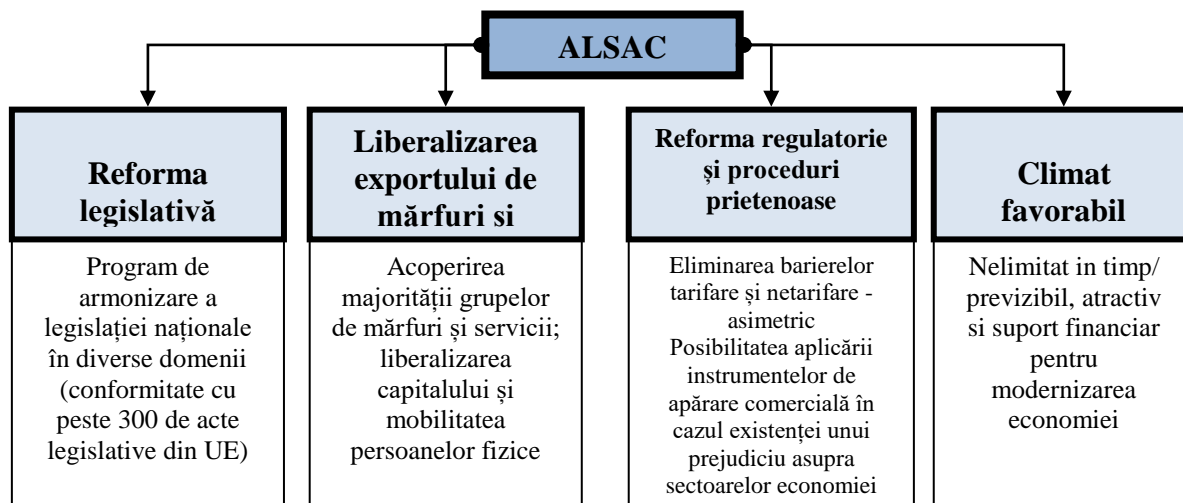 ALSAC
Reforma
legislativă
Program de
armonizare a
legislației naționale
în diverse domenii
(conformitate cu
peste 300 de acte
legislative din UE)
Liberalizarea
exportului de
mărfuri si
Acoperirea
majorității grupelor
de mărfuri și servicii;
liberalizarea
capitalului și
mobilitatea
persoanelor fizice
Reforma regulatorie
și proceduri
prietenoase
Eliminarea barierelor
tarifare și netarifare -
asimetric
Posibilitatea aplicării
instrumentelor de
apărare comercială în
cazul existenței unui
prejudiciu asupra
sectoarelor economiei
Climat
favorabil
Nelimitat in timp/
previzibil, atractiv
si suport financiar
pentru
modernizarea
economiei